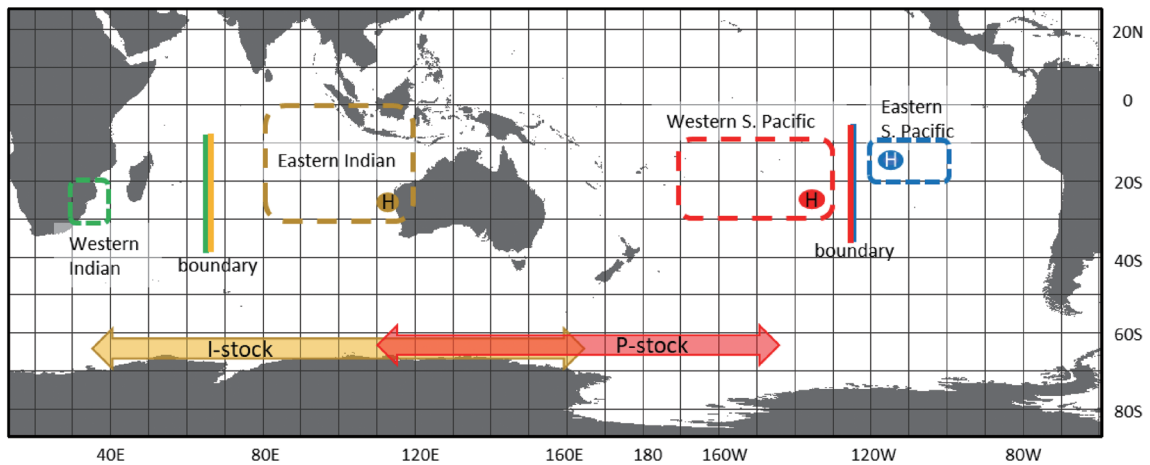 20N
Eastern
S. Pacific
0
Western S. Pacific
Eastern Indian
H
20S
H
H
Western
Indian
boundary
boundary
40S
I-stock
P-stock
60S
80S
40E
80E
120E
160E
180
160W
120W
80W